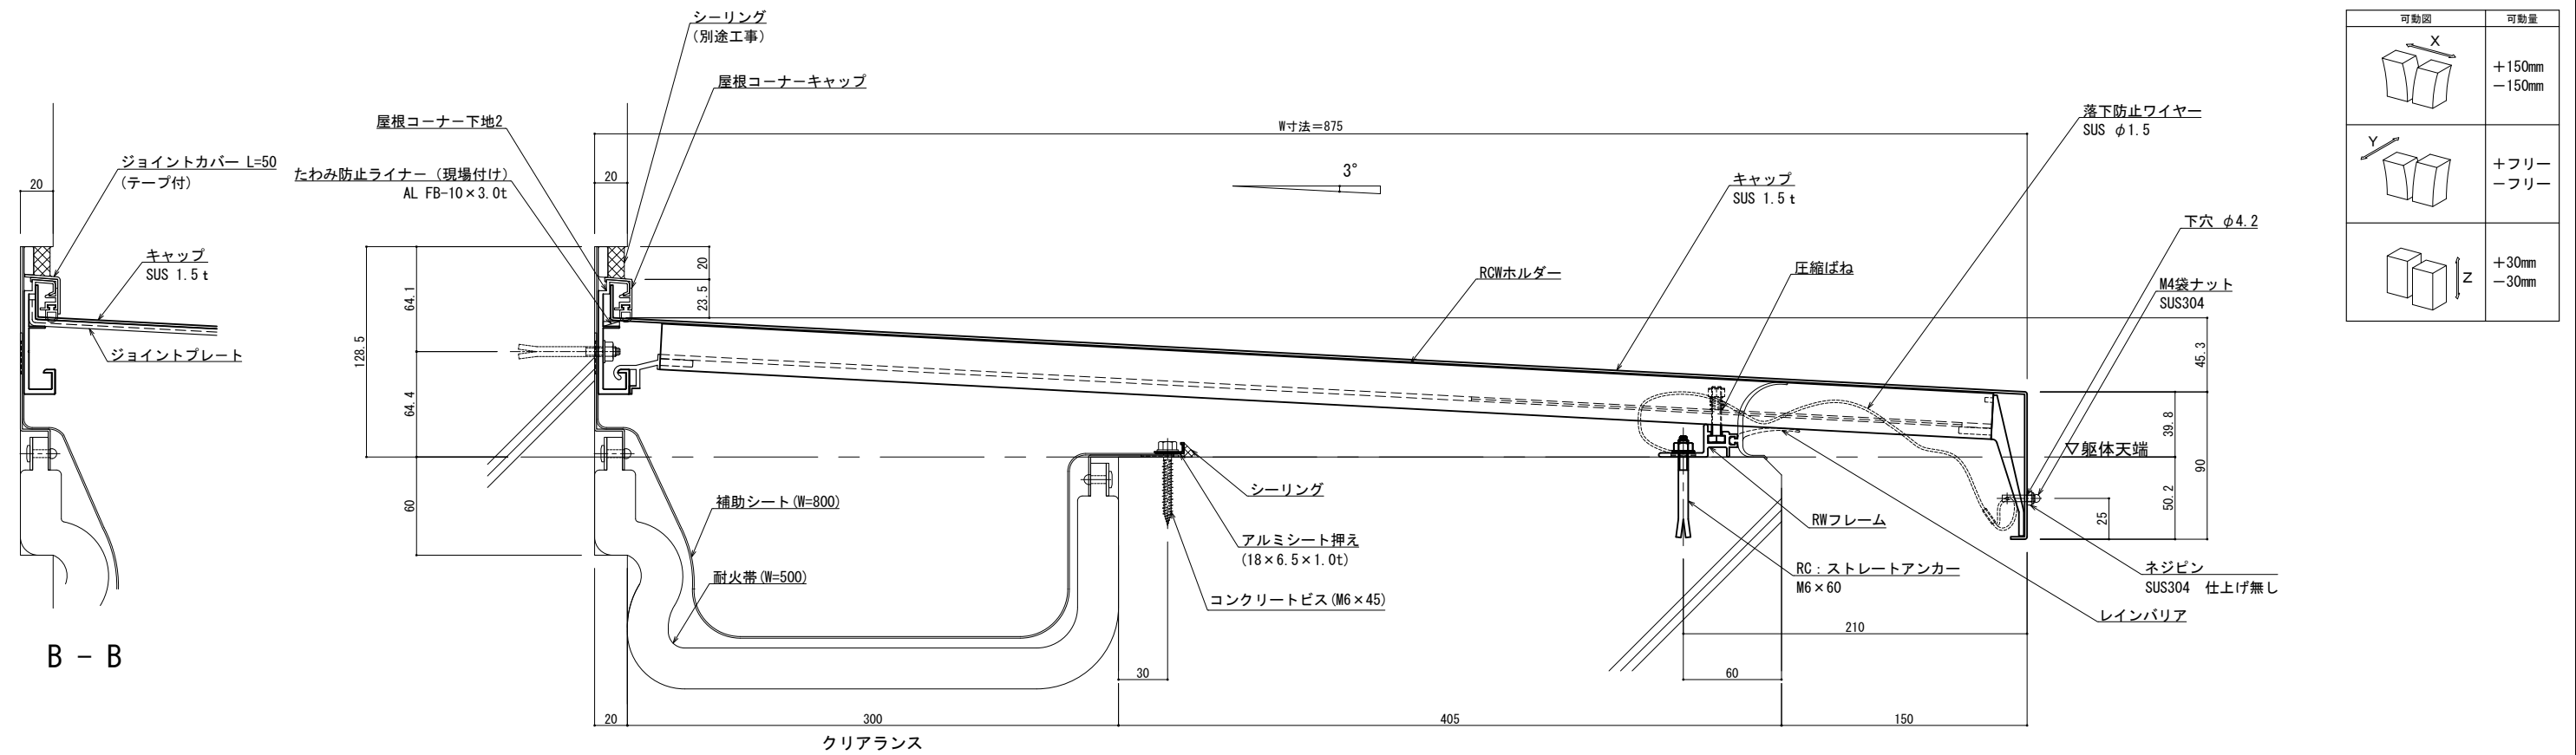 シーリング
(別途工事)
屋根コーナーキャップ
屋根コーナー下地2
ジョイントカバー L=50
(テープ付)
たわみ防止ライナー（現場付け）
AL FB-10×3.0t
20
20
W寸法=875
3°
キャップ
SUS 1.5t
落下防止ワイヤー
SUS φ1.5
下穴 φ4.2
M4袋ナット
SUS304
キャップ
SUS 1.5t
ジョイントプレート
RCWホルダー
圧縮ばね
20
23.5
64.1
128.5
64.4
60
45.3
39.8
▽躯体天端
90
50.2
25
補助シート(W=800)
耐火帯(W=500)
シーリング
アルミシート押え
(18×6.5×1.0t)
コンクリートビス(M6×45)
RWフレーム
RC：ストレートアンカー
M6×60
ネジピン
SUS304 仕上げ無し
レインバリア
210
30
60
20
300
405
150
クリアランス
B - B
可動図
可動量
X
+150mm
-150mm
Y
+フリー
-フリー
Z
+30mm
-30mm